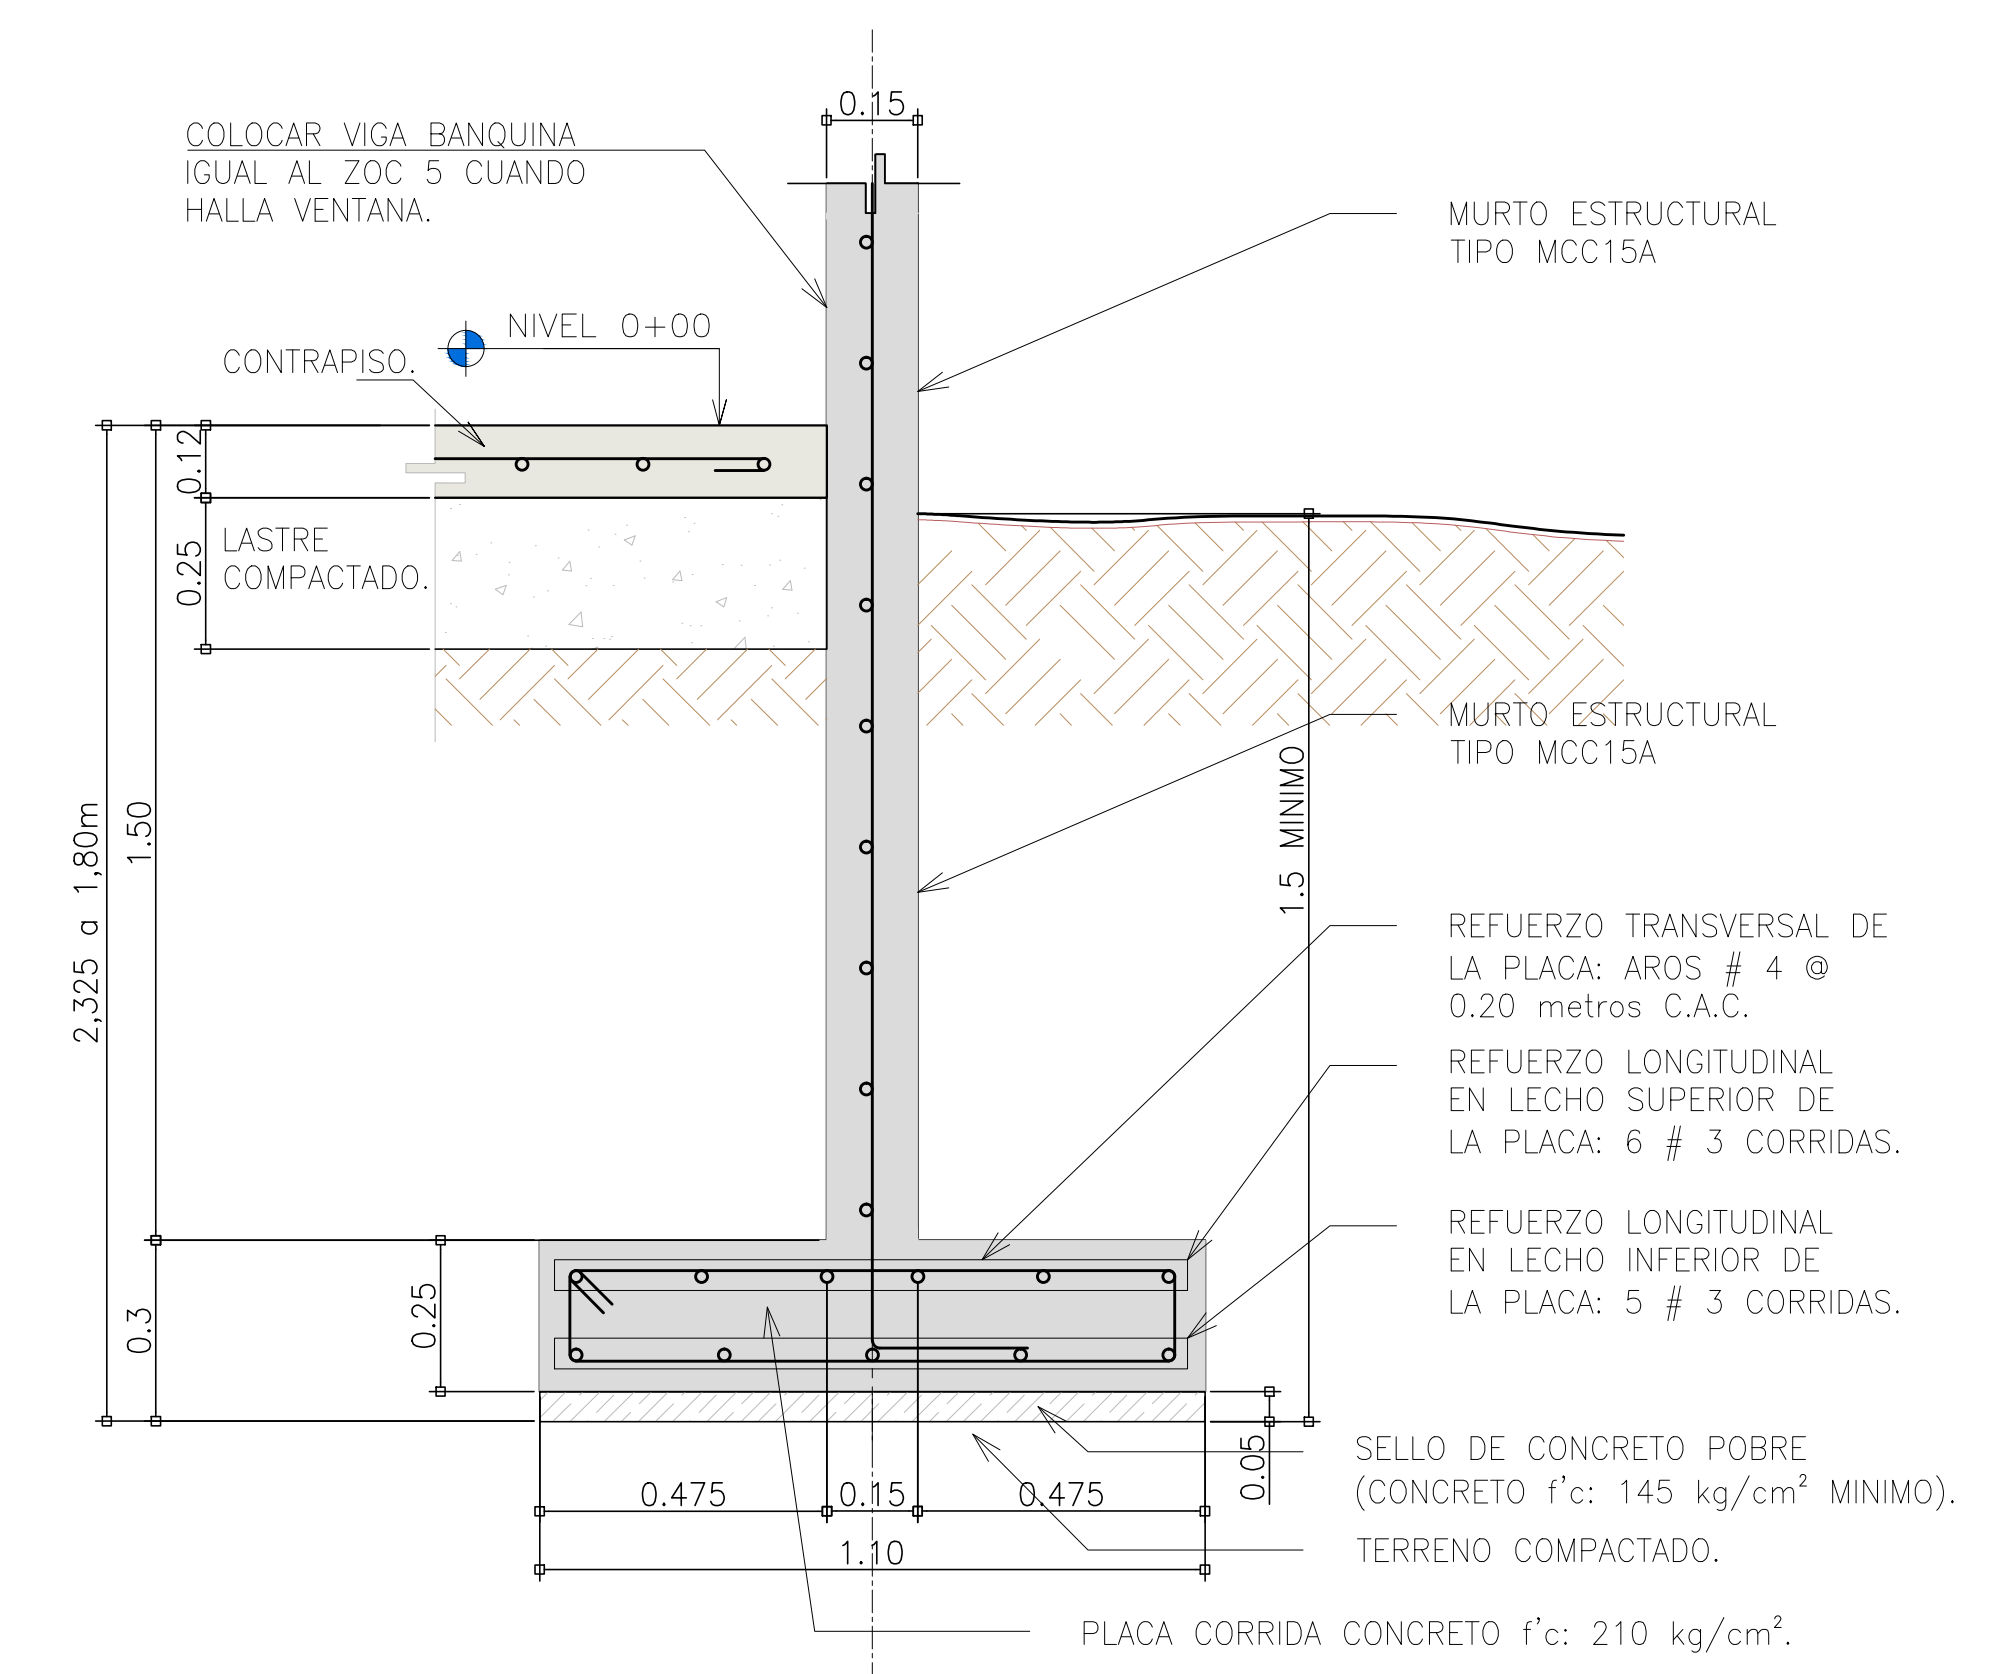 0.15
COLOCAR VIGA BANQUINA
IGUAL AL ZOC 5 CUANDO
HALLA VENTANA.
MURTO ESTRUCTURAL
TIPO MCC15A
NIVEL 0+00
CONTRAPISO.
0.12
0.25
LASTRE
COMPACTADO.
MURTO ESTRUCTURAL
TIPO MCC15A
1.50
2,325 a 1,80m
1.5 MINIMO
REFUERZO TRANSVERSAL DE
LA PLACA: AROS # 4 @
0.20 metros C.A.C.
REFUERZO LONGITUDINAL
EN LECHO SUPERIOR DE
LA PLACA: 6 # 3 CORRIDAS.
REFUERZO LONGITUDINAL
EN LECHO INFERIOR DE
LA PLACA: 5 # 3 CORRIDAS.
0.3
0.25
0.05
SELLO DE CONCRETO POBRE
(CONCRETO f'c: 145 kg/cm² MINIMO).
0.475
0.15
0.475
1.10
TERRENO COMPACTADO.
PLACA CORRIDA CONCRETO f'c: 210 kg/cm².